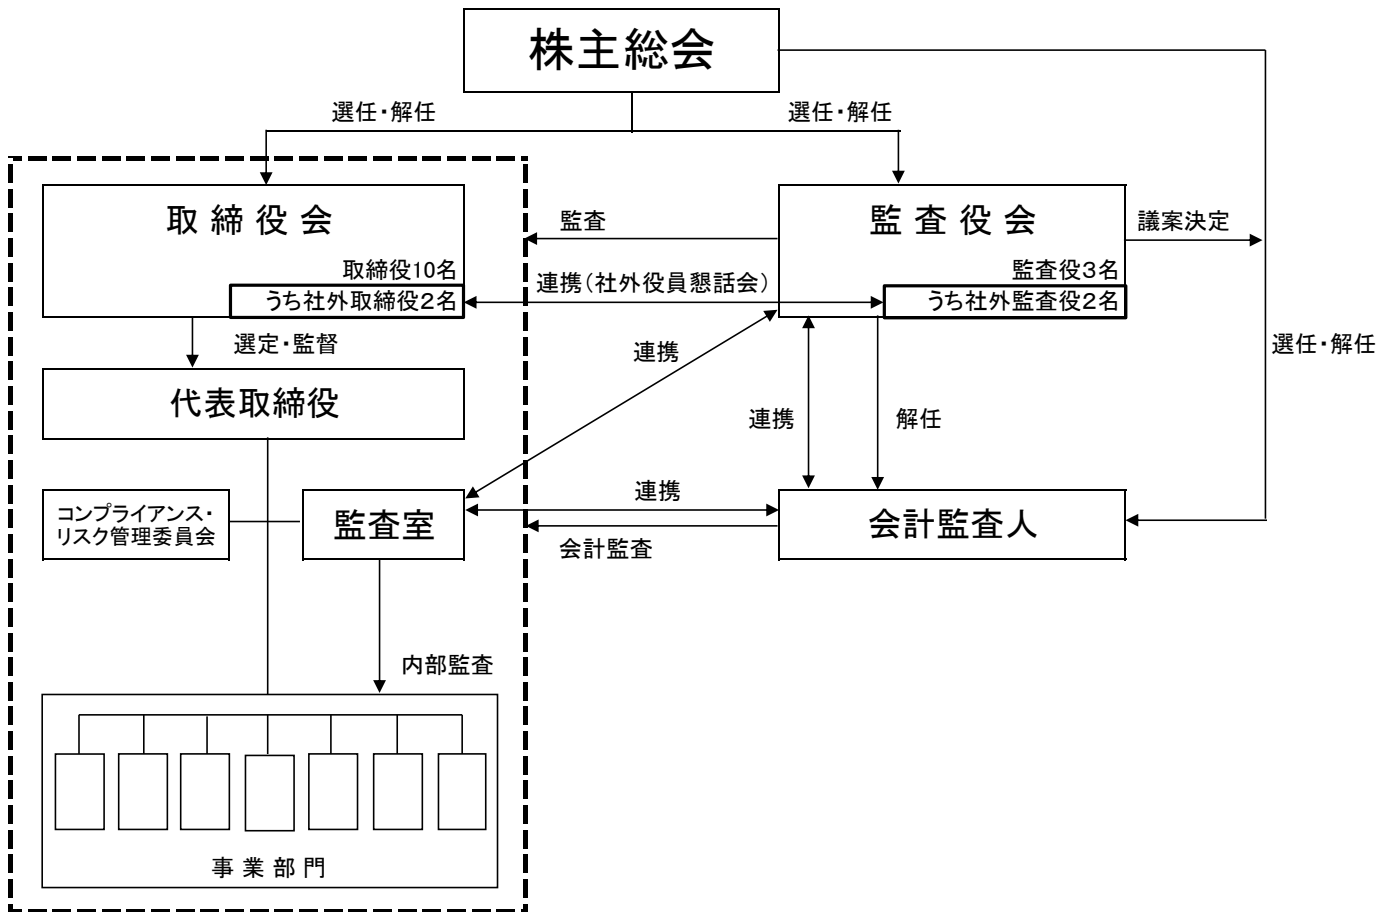 株主総会
選任・解任
選任・解任
取締役会
取締役10名
うち社外取締役2名
監査
連携(社外役員懇話会)
監査役会
監査役3名
うち社外監査役2名
議案決定
選定・監督
代表取締役
連携
連携
解任
選任・解任
コンプライアンス・
リスク管理委員会
監査室
連携
会計監査
会計監査人
内部監査
事業部門